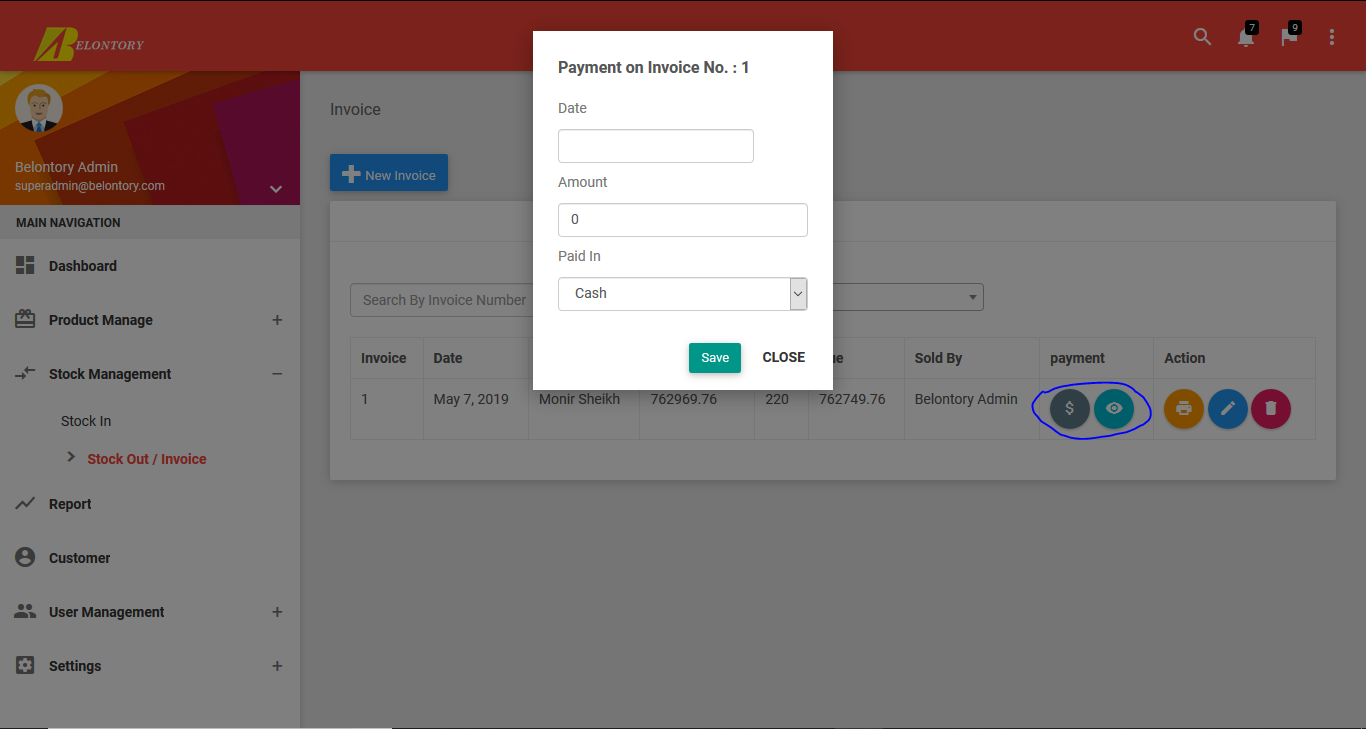 BELONTORY
7
9
Belontory Admin
superadmin@belontory.com
MAIN NAVIGATION
Dashboard
Product Manage
Stock Management
Stock In
Stock Out / Invoice
Report
Customer
User Management
Settings
Invoice
New Invoice
Search By Invoice Number
Invoice Date ue Sold By payment Action
1 May 7, 2019 Monir Sheikh 762969.76 220 762749.76 Belontory Admin $
Payment on Invoice No. : 1
Date
Amount
0
Paid In
Cash
Save CLOSE